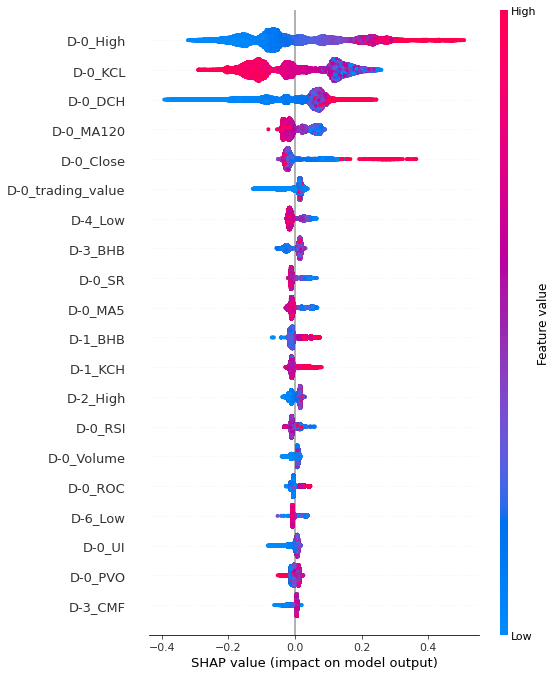 High
D-0_High
D-0_KCL
D-0_DCH
D-0_MA120
D-0_Close
D-0_trading_value
D-4_Low
D-3_BHB
D-0_SR
D-0_MA5
D-1_BHB
D-1_KCH
D-2_High
D-0_RSI
D-0_Volume
D-0_ROC
D-6_Low
D-0_UI
D-0_PVO
D-3_CMF
Feature value
Low
−0.4 −0.2 0.0 0.2 0.4
SHAP value (impact on model output)